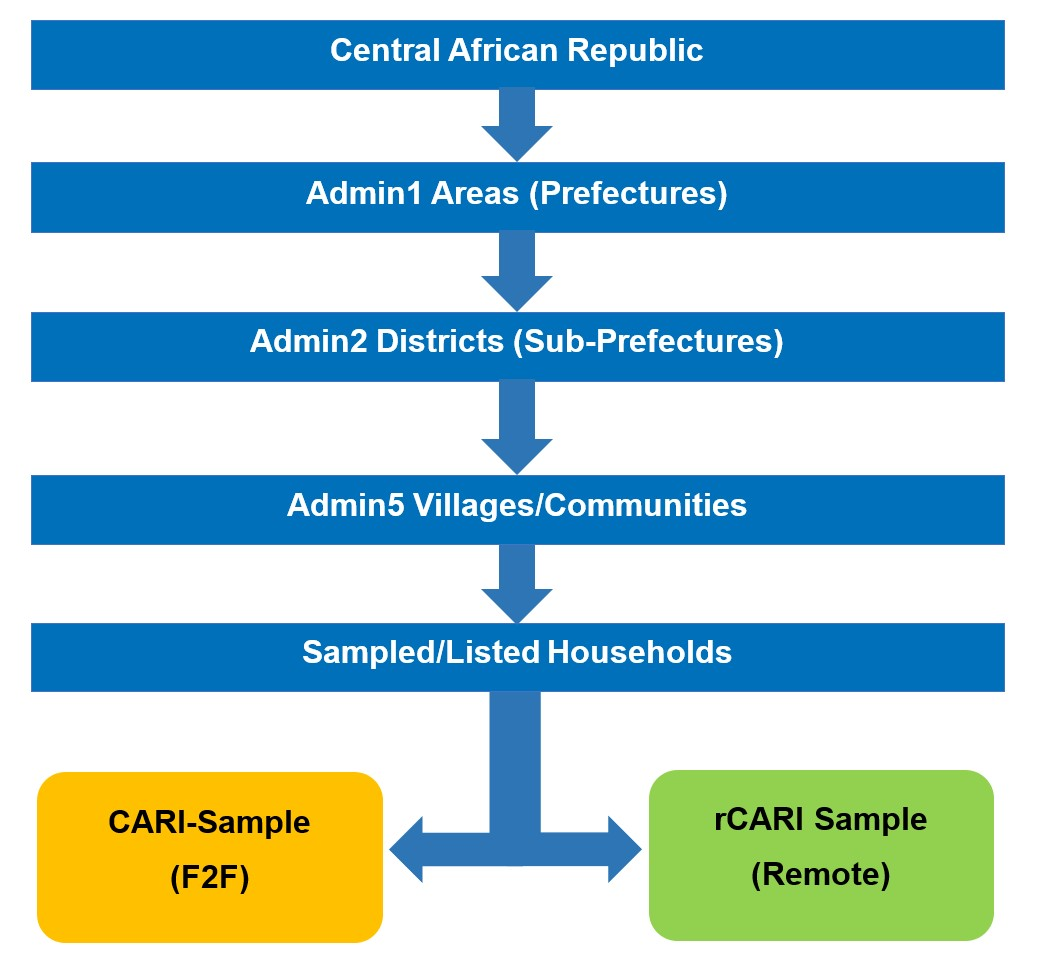 Central African Republic
Admin1 Areas (Prefectures)
Admin2 Districts (Sub-Prefectures)
Admin5 Villages/Communities
Sampled/Listed Households
CARI-Sample
(F2F)
rCARI Sample
(Remote)